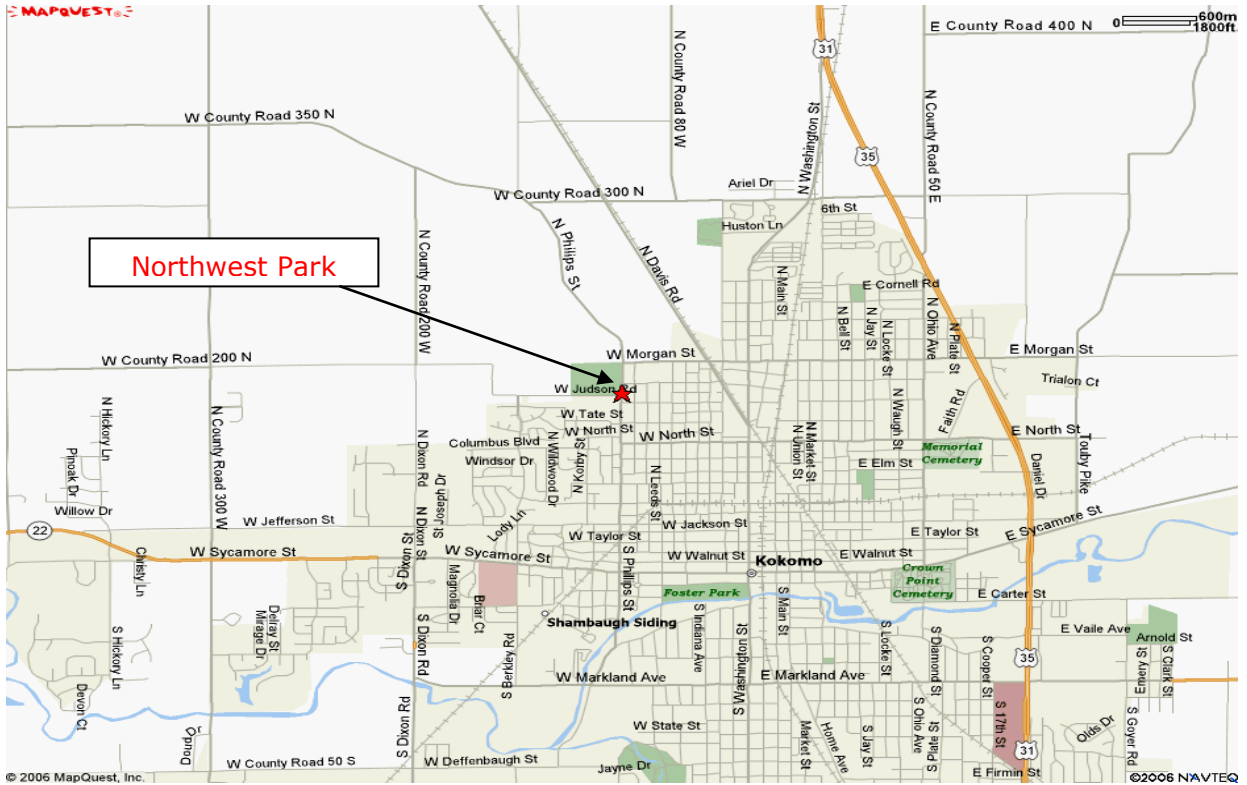 MAPQUEST
0 600m
1800ft
E County Road 400 N
31
N County Road 80 W
N Washington St
N County Road 50 E
35
W County Road 350 N
W County Road 300 N
Ariel Dr
6th St
Huston Ln
N Philips St
N Davis Rd
N County Road 200 W
Northwest Park
N Main St
E Cornell Rd
N Bell St
N Jay St
N Locke St
N Ohio Ave
N Plate St
W County Road 200 N
W Morgan St
E Morgan St
Trialon Ct
W Judson Rd
Faith Rd
W Tate St
W North St
W North St
E North St
N Hickory Ln
N County Road 300 W
N Dixon Rd
Columbus Blvd
Windsor Dr
N Wildwood Dr
N Korby St
N Leeds St
N Union St
N Market St
N Waugh St
E Elm St
Memorial
Cemetery
Daniel Dr
Touby Pike
Pinoak Dr
Willow Dr
St Joseph Dr
Lody Ln
22
W Jefferson St
N Dixon St
W Jackson St
E Taylor St
E Sycamore St
W Taylor St
W Sycamore St
W Sycamore St
W Walnut St
E Walnut St
Kokomo
S Dixon St
Christy Ln
Magnolia Dr
Briar Ct
S Phillips St
Foster Park
Crown
Point
Cemetery
E Carter St
Shambaugh Siding
S Main St
E Vaile Ave
Arnold St
Delray St
Mirage Dr
S Hickory Ln
S Dixon Rd
S Berkley Rd
S Indiana Ave
S Washington St
S Locke St
S Diamond St
S Cooper St
35
Emery St
S Clark St
W Markland Ave
E Markland Ave
Devon Ct
Doud Dr
S Dixon Rd
W State St
Market St
Home Ave
S Jay St
S Ohio Ave
S Plate St
S 17th St
31
Olds Dr
S Goyer Rd
W County Road 50 S
W Deffenbaugh St
Jayne Dr
E Firmin St
© 2006 MapQuest, Inc.
©2006 NAVTEQ